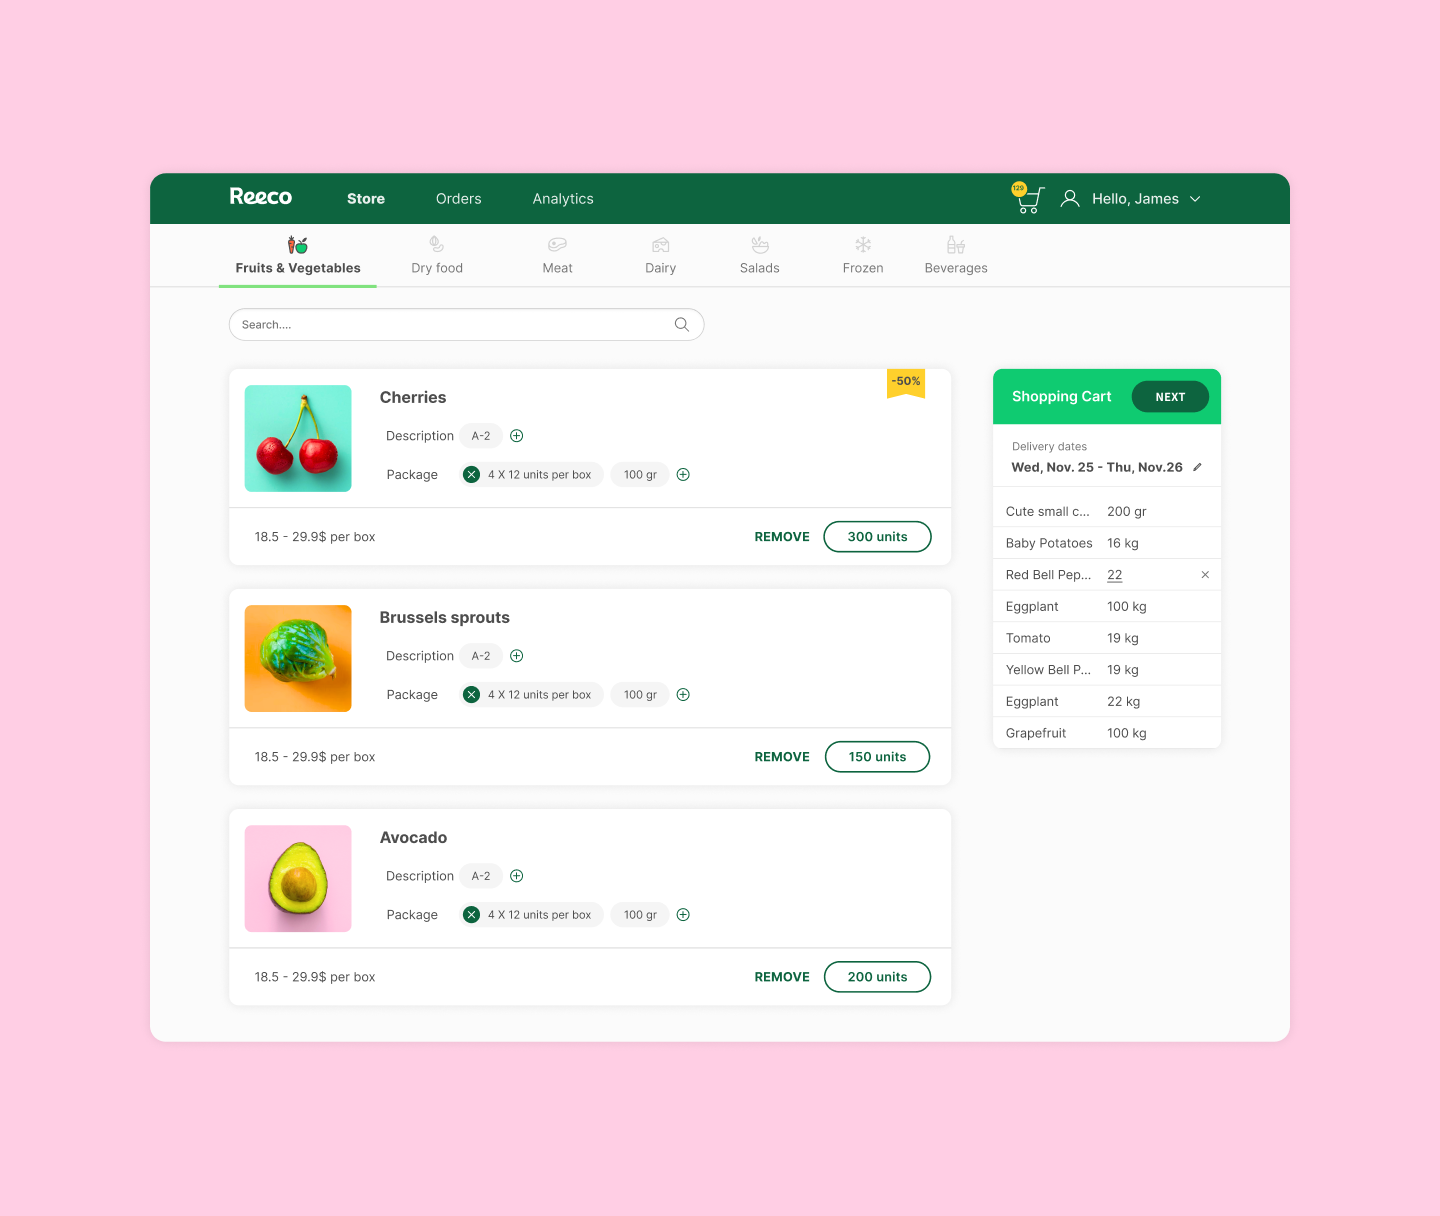 Reeco
Store
Orders
Analytics
129
Hello, James
Fruits & Vegetables
Dry food
Meat
Dairy
Salads
Frozen
Beverages
Search....
Cherries
-50%
Description A-2
Package 4 X 12 units per box 100 gr
18.5 - 29.9$ per box
REMOVE
300 units
Brussels sprouts
Description A-2
Package 4 X 12 units per box 100 gr
18.5 - 29.9$ per box
REMOVE
150 units
Avocado
Description A-2
Package 4 X 12 units per box 100 gr
18.5 - 29.9$ per box
REMOVE
200 units
Shopping Cart
NEXT
Delivery dates
Wed, Nov. 25 - Thu, Nov.26
Cute small c... 200 gr
Baby Potatoes 16 kg
Red Bell Pep... 22
Eggplant 100 kg
Tomato 19 kg
Yellow Bell P... 19 kg
Eggplant 22 kg
Grapefruit 100 kg